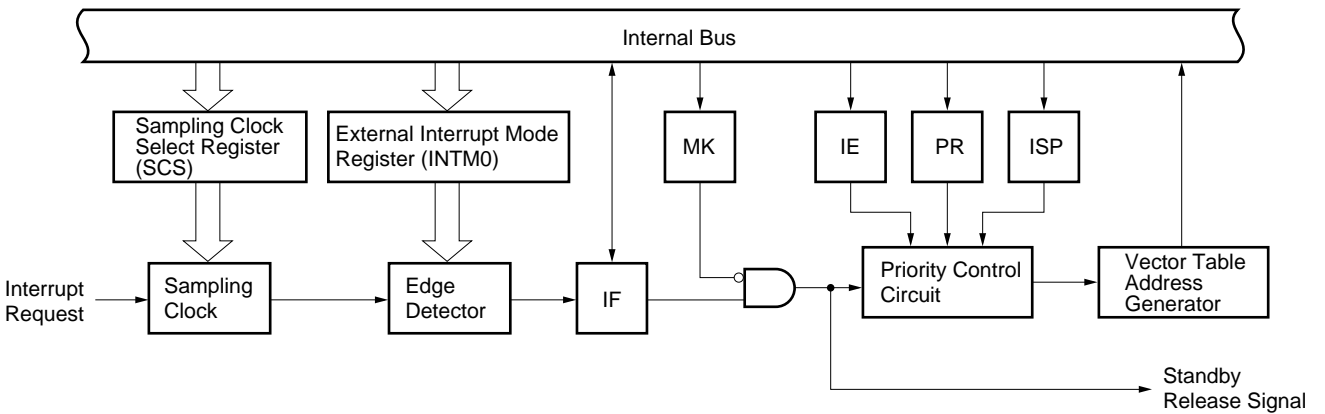 Internal Bus
Sampling Clock
Select Register
(SCS)
External Interrupt Mode
Register (INTM0)
MK
IE
PR
ISP
Interrupt
Request
Sampling
Clock
Edge
Detector
IF
Priority Control
Circuit
Vector Table
Address
Generator
Standby
Release Signal